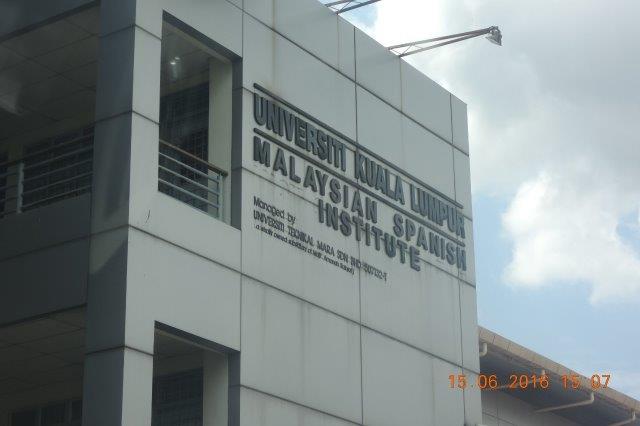 UNIVERSITI KUALA LUMPUR
MALAYSIAN SPANISH
INSTITUTE
Managed by
UNIVERSITI TEKNIKAL MARA SDN BHD
15.06.2016 15:07